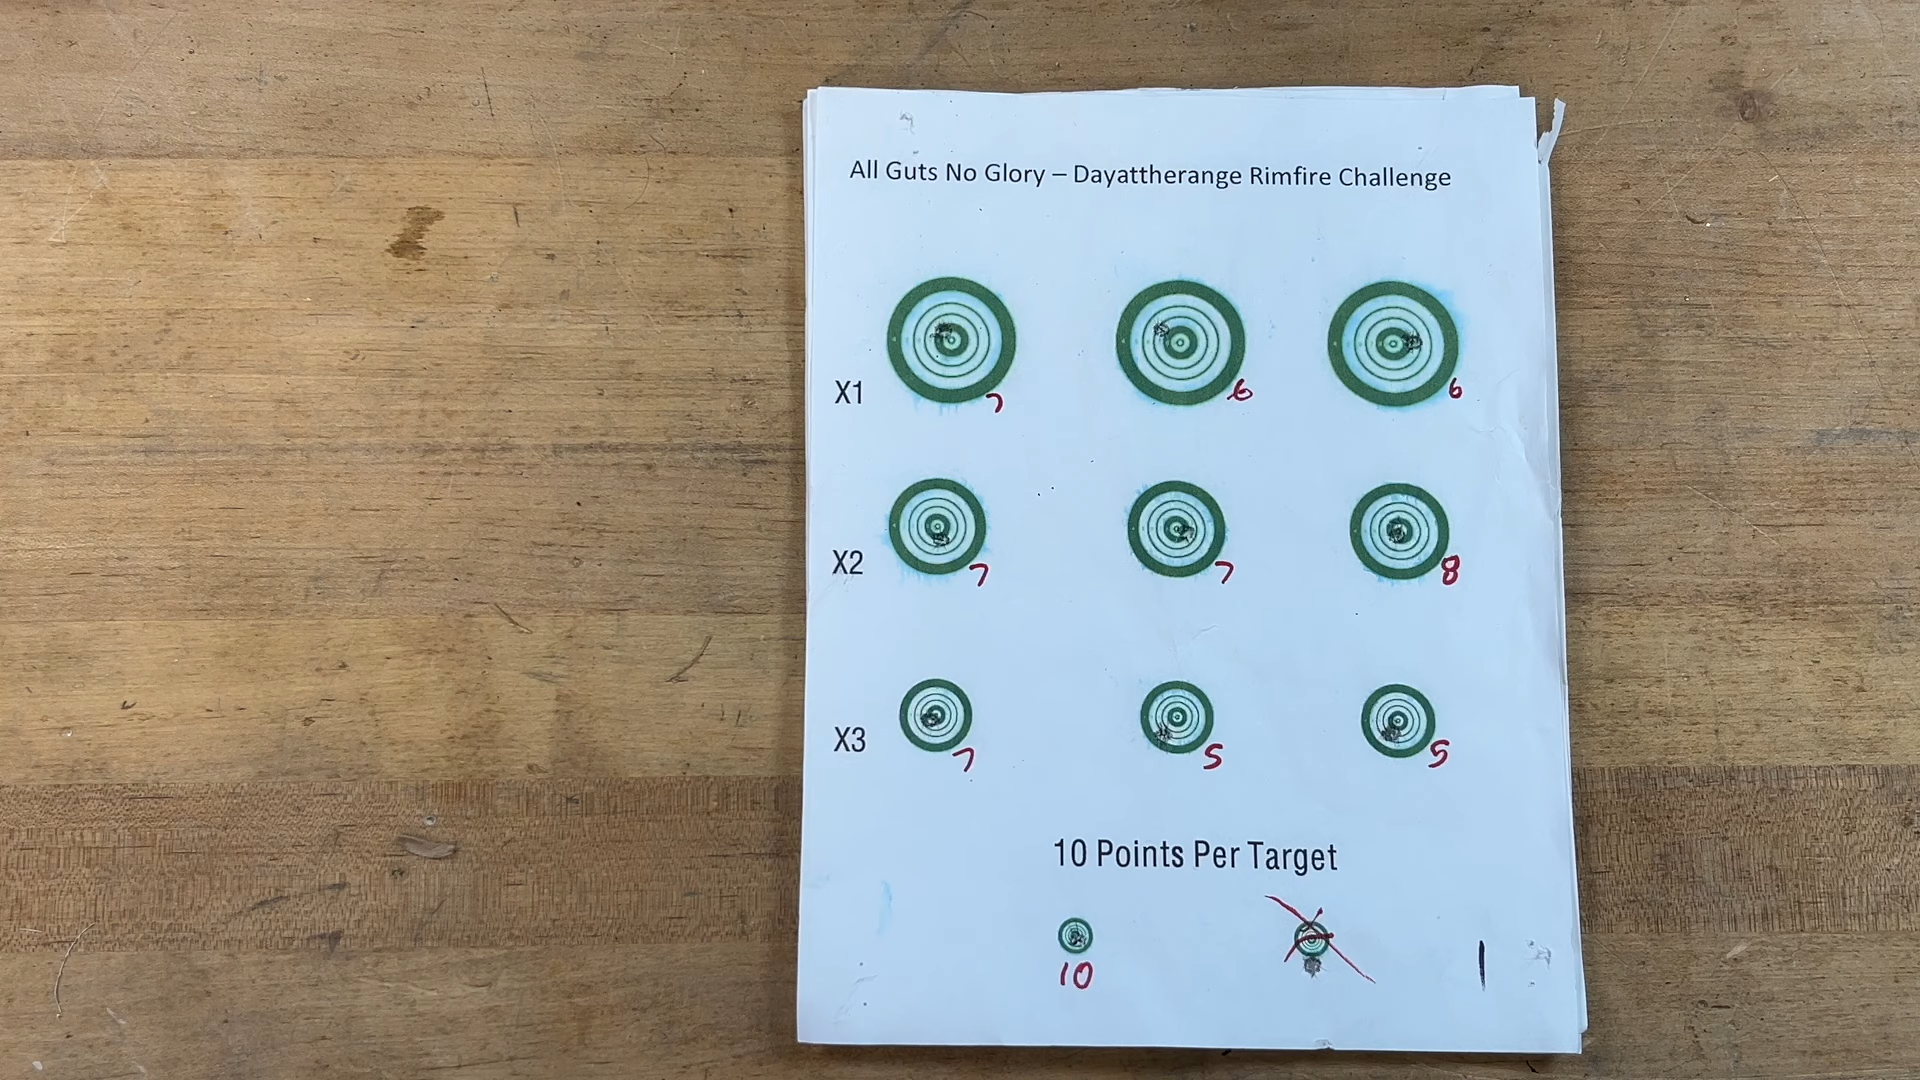 All Guts No Glory – Dayattherange Rimfire Challenge
X1 7 6 6
X2 7 7 8
X3 7 5 5
10 Points Per Target
10
1